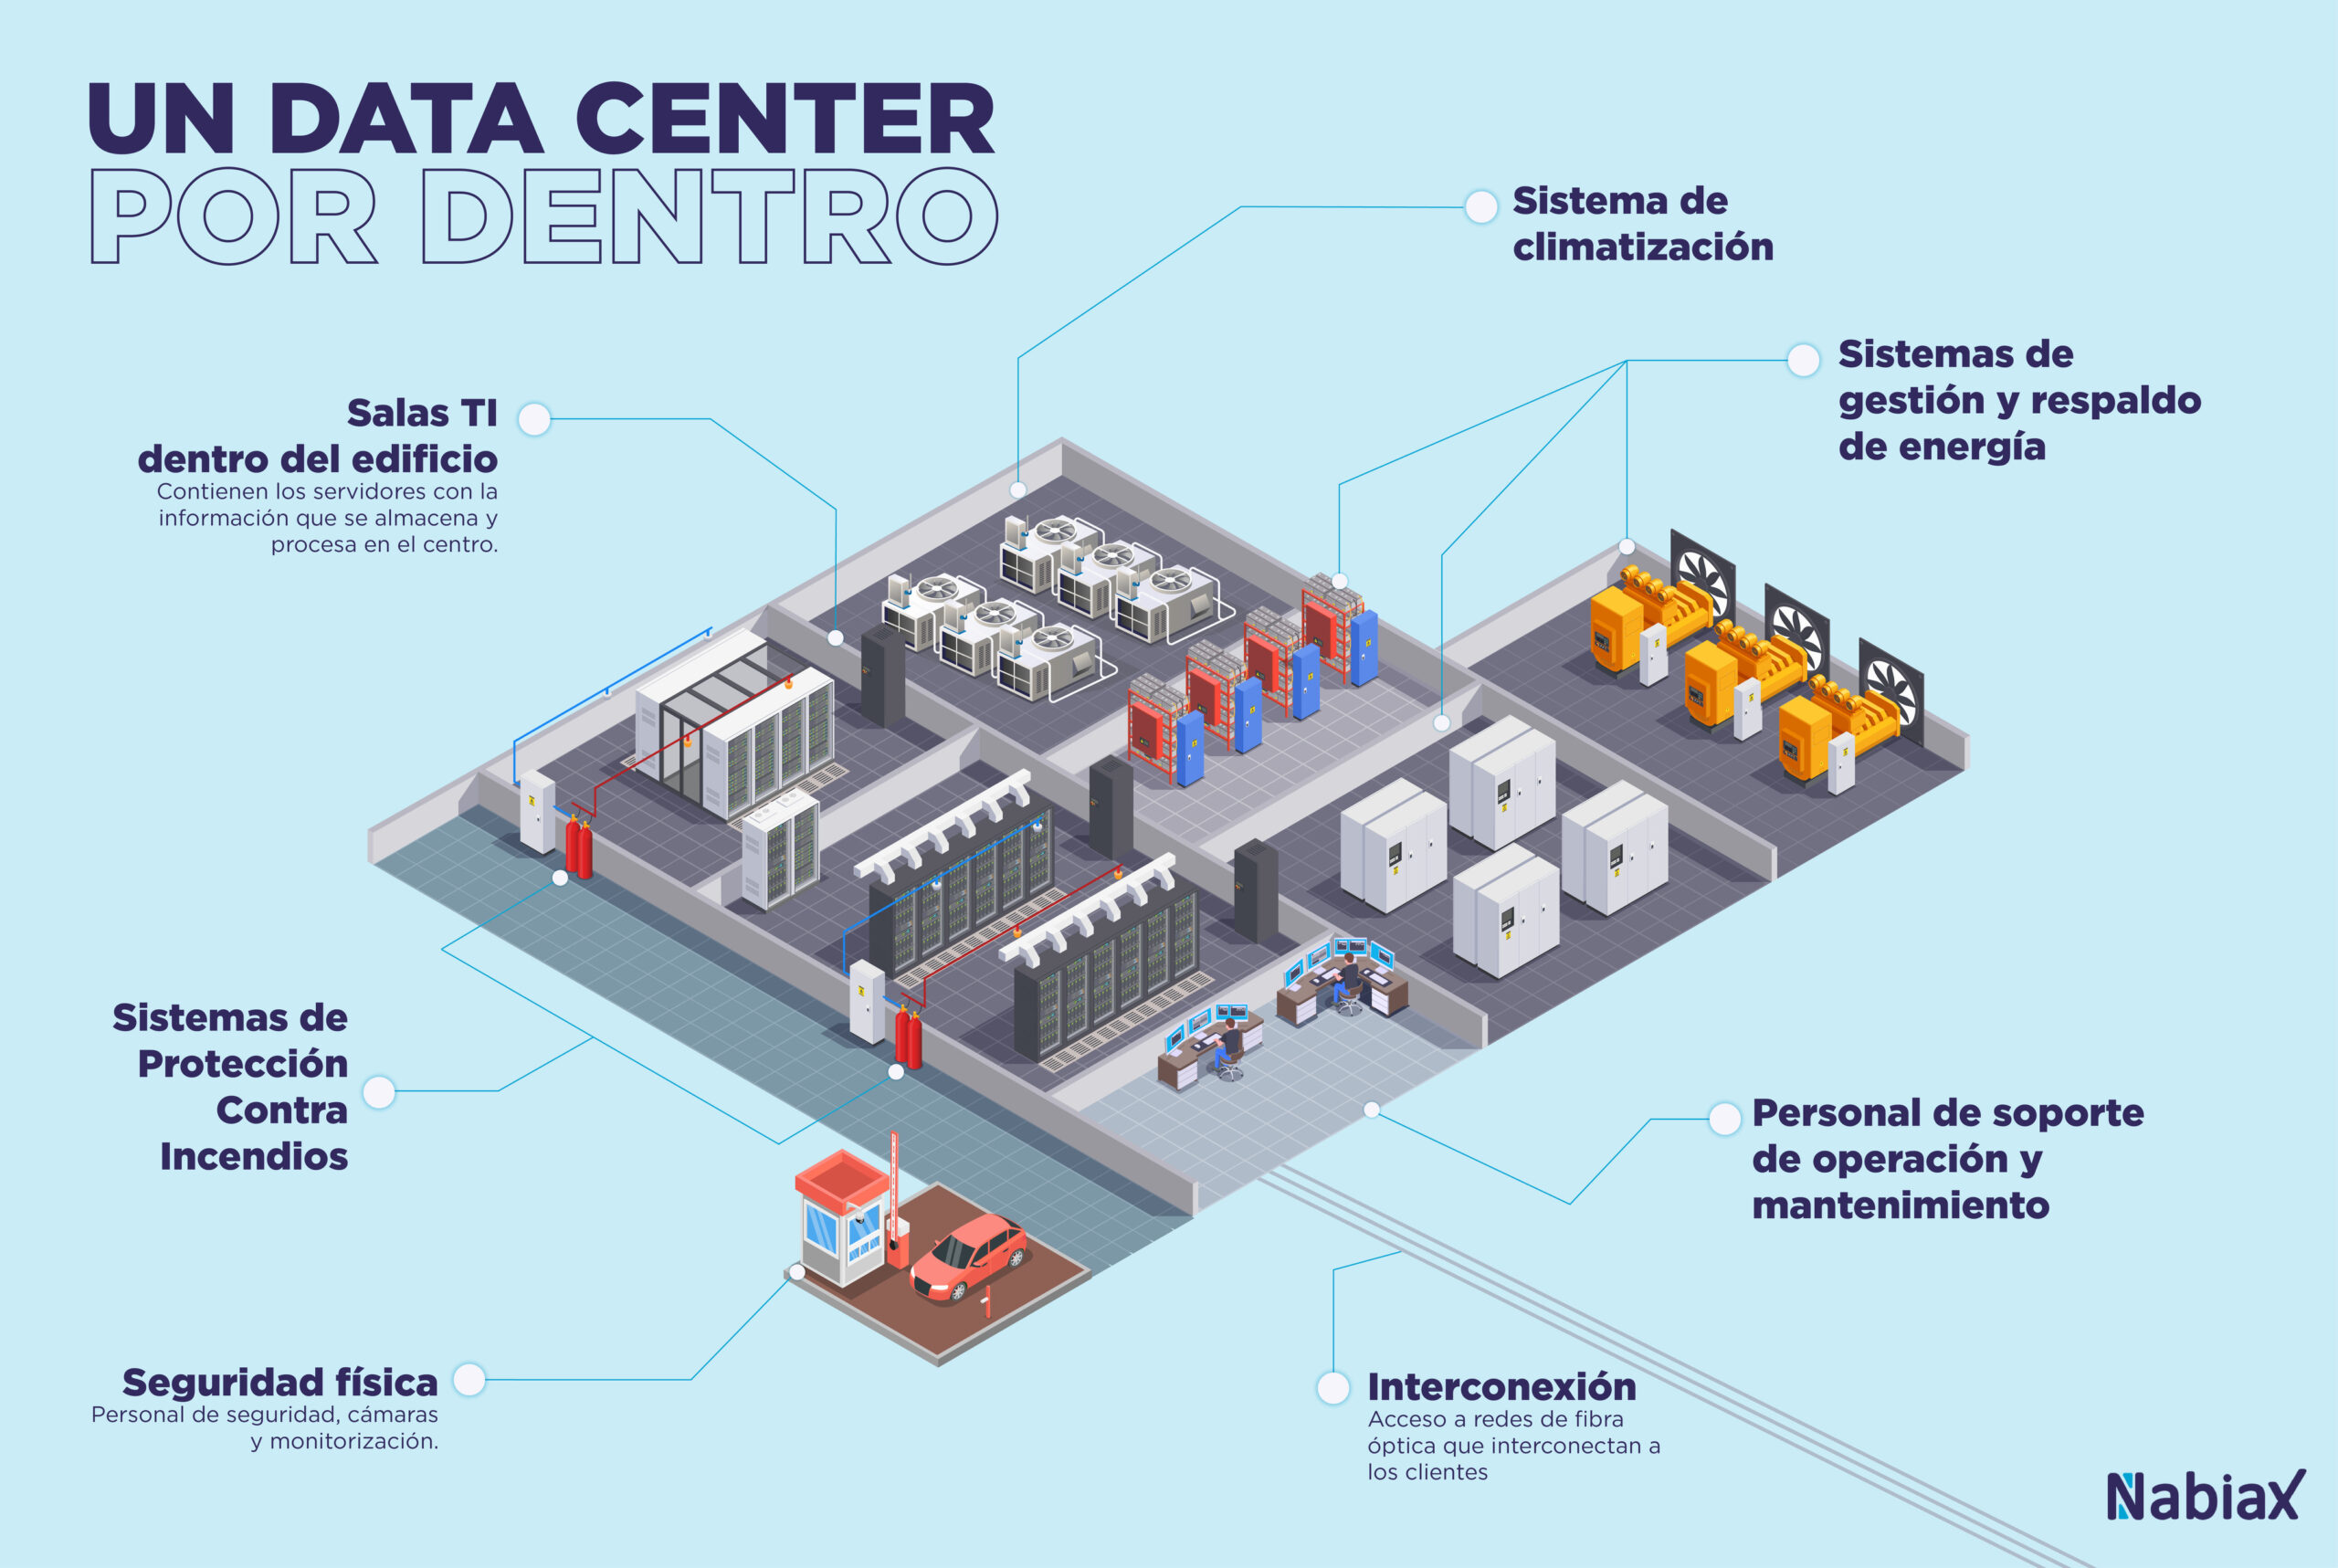 UN DATA CENTER
POR DENTRO
Sistema de
climatización
Sistemas de
gestión y respaldo
de energía
Salas TI
dentro del edificio
Contienen los servidores con la
información que se almacena y
procesa en el centro.
Sistemas de
Protección
Contra
Incendios
Personal de soporte
de operación y
mantenimiento
Seguridad física
Personal de seguridad, cámaras
y monitorización.
Interconexión
Acceso a redes de fibra
óptica que interconectan a
los clientes
Nabiax